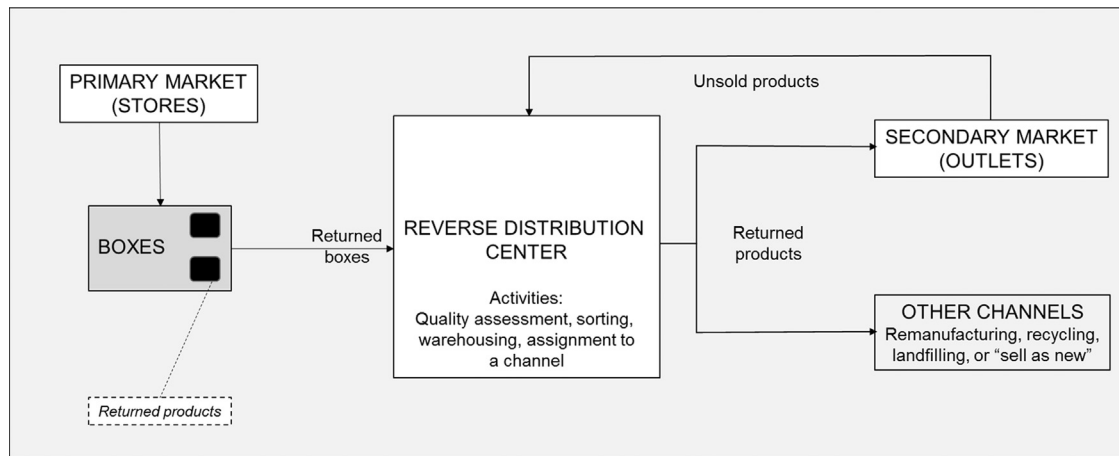 PRIMARY MARKET
(STORES)
BOXES
Returned products
Returned
boxes
REVERSE DISTRIBUTION
CENTER
Activities:
Quality assessment, sorting,
warehousing, assignment to
a channel
Unsold products
Returned
products
SECONDARY MARKET
(OUTLETS)
OTHER CHANNELS
Remanufacturing, recycling,
landfilling, or “sell as new”